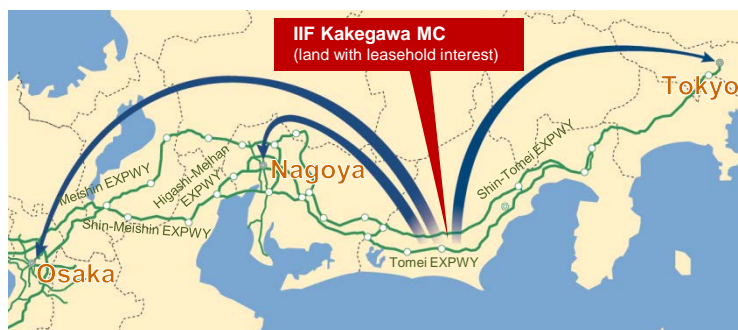 IIF Kakegawa MC
(land with leasehold interest)
Tokyo
Nagoya
Shin-Tomei EXPWY
Meishin EXPWY
Higashi-Meihan
EXPWY
Shin-Meishin EXPWY
Tomei EXPWY
Osaka